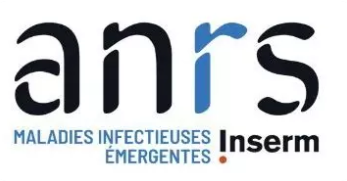 anrs
MALADIES INFECTIEUSES
ÉMERGENTES
Inserm